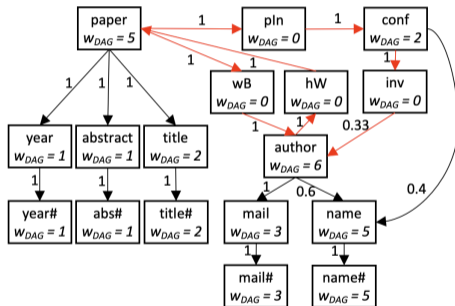 paper
w_DAG = 5
1
pIn
w_DAG = 0
1
conf
w_DAG = 2
1
1
1
1
1
1
wB
w_DAG = 0
hW
w_DAG = 0
inv
w_DAG = 0
1
1
0.33
year
w_DAG = 1
abstract
w_DAG = 1
title
w_DAG = 2
author
w_DAG = 6
1
1
1
1
0.6
0.4
year#
w_DAG = 1
abs#
w_DAG = 1
title#
w_DAG = 2
mail
w_DAG = 3
name
w_DAG = 5
1
1
mail#
w_DAG = 3
name#
w_DAG = 5